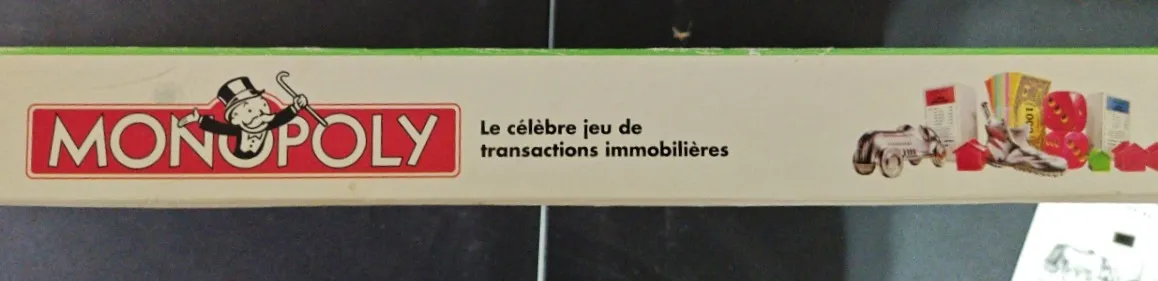 MONOPOLY
Le célèbre jeu de
transactions immobilières